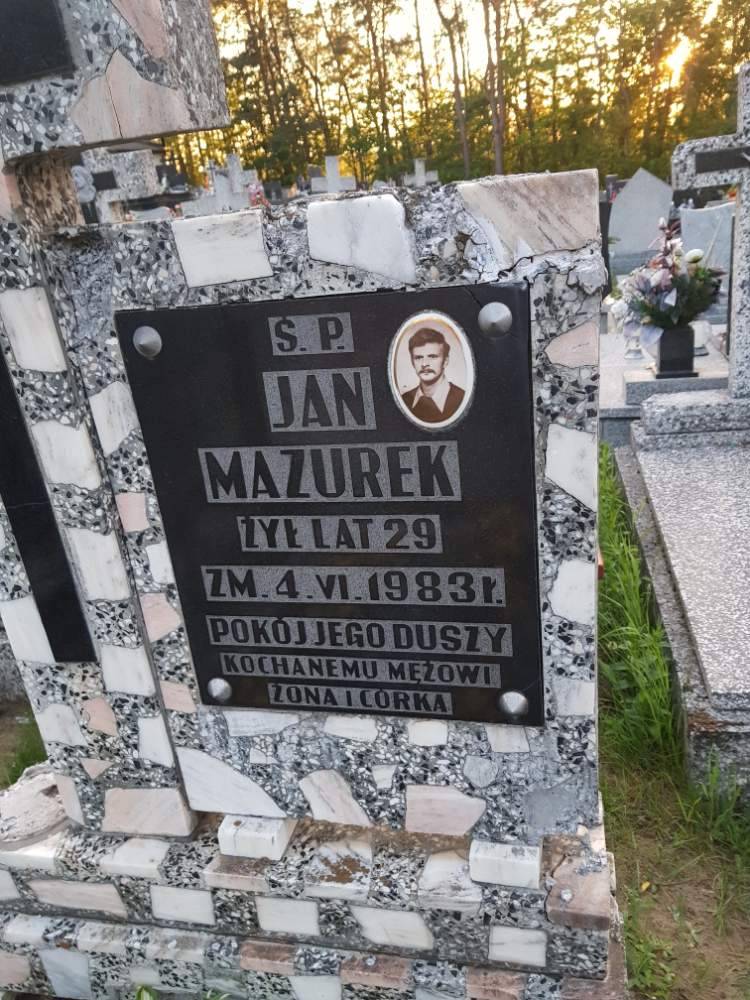 Ś. P.
JAN
MAZUREK
ŻYŁ LAT 29
ZM. 4. VI. 1983 r.
POKÓJ JEGO DUSZY
KOCHANEMU MĘŻOWI
ŻONA I CÓRKA